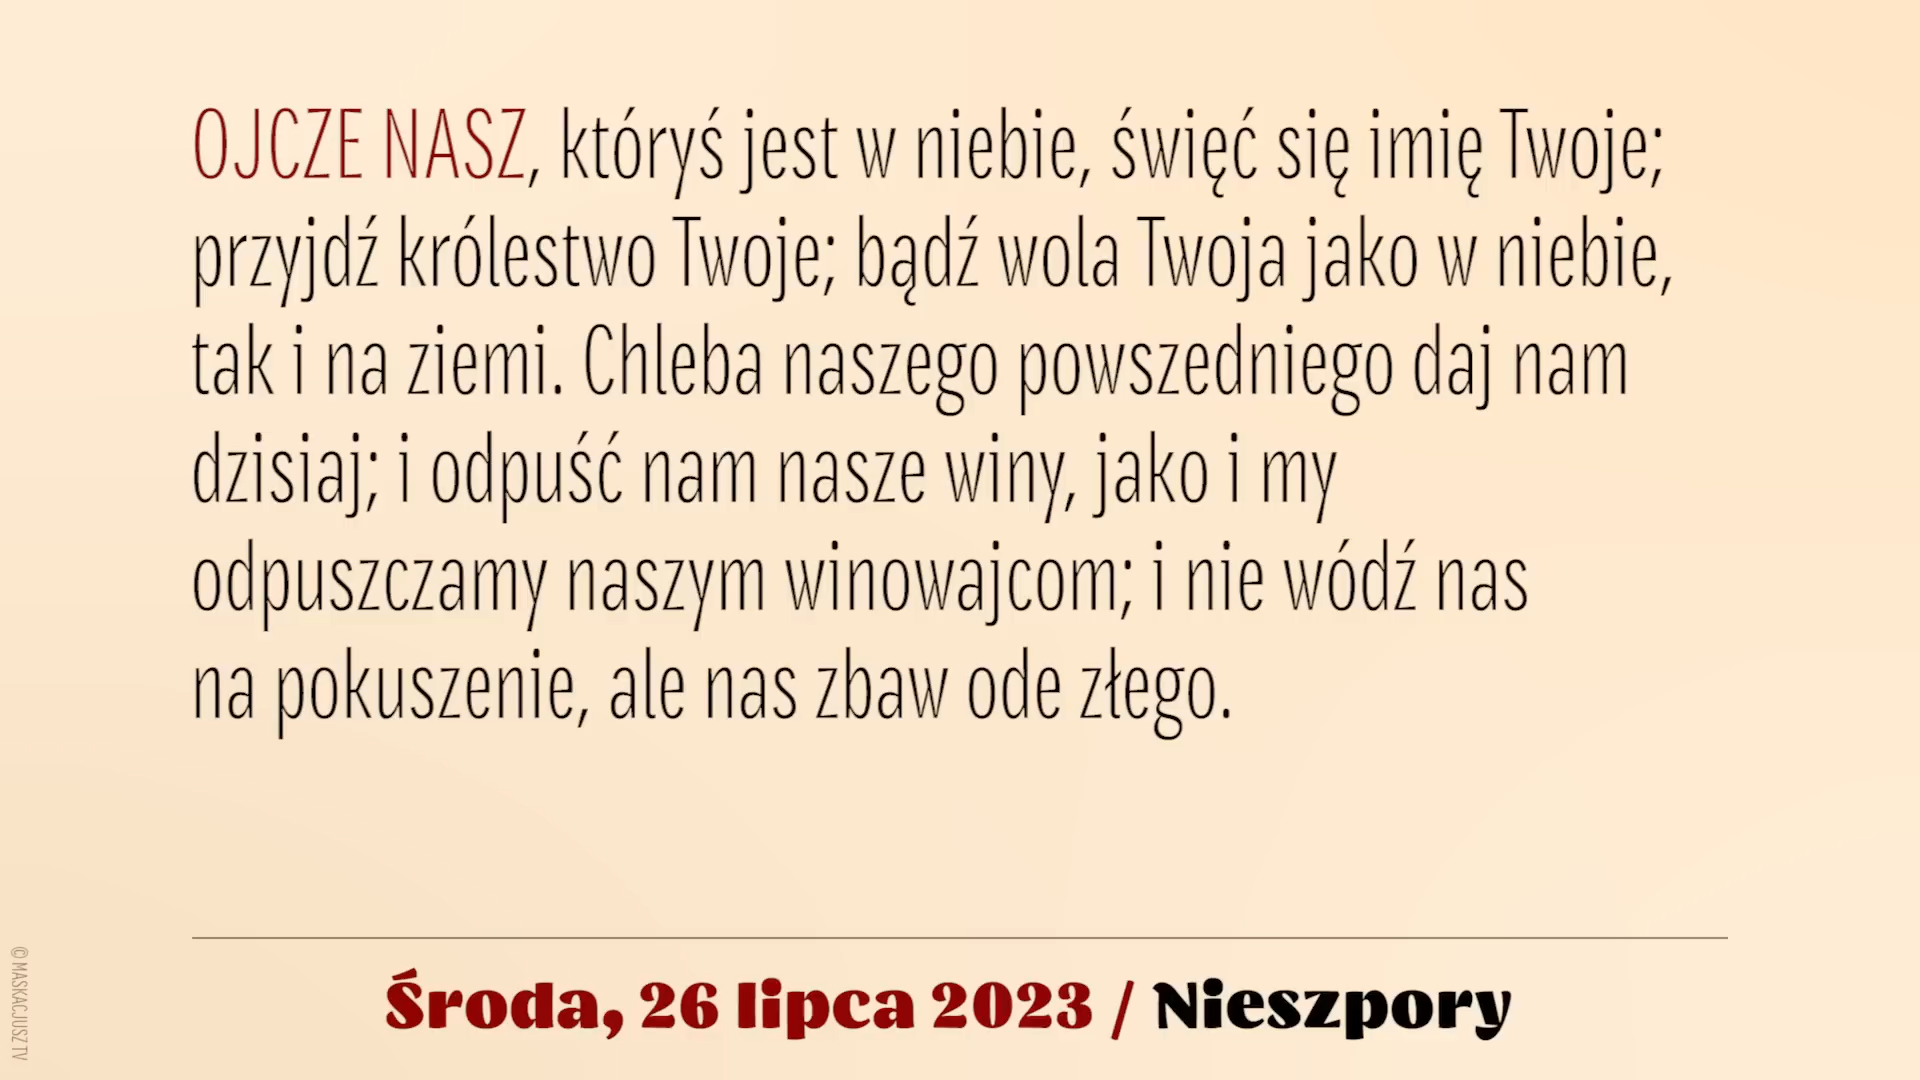 OJCZE NASZ, któryś jest w niebie, święć się imię Twoje;
przyjdź królestwo Twoje; bądź wola Twoja jako w niebie,
tak i na ziemi. Chleba naszego powszedniego daj nam
dzisiaj; i odpuść nam nasze winy, jako i my
odpuszczamy naszym winowajcom; i nie wódź nas
na pokuszenie, ale nas zbaw ode złego.
Środa, 26 lipca 2023 / Nieszpory
© MASKACJUSZ TV